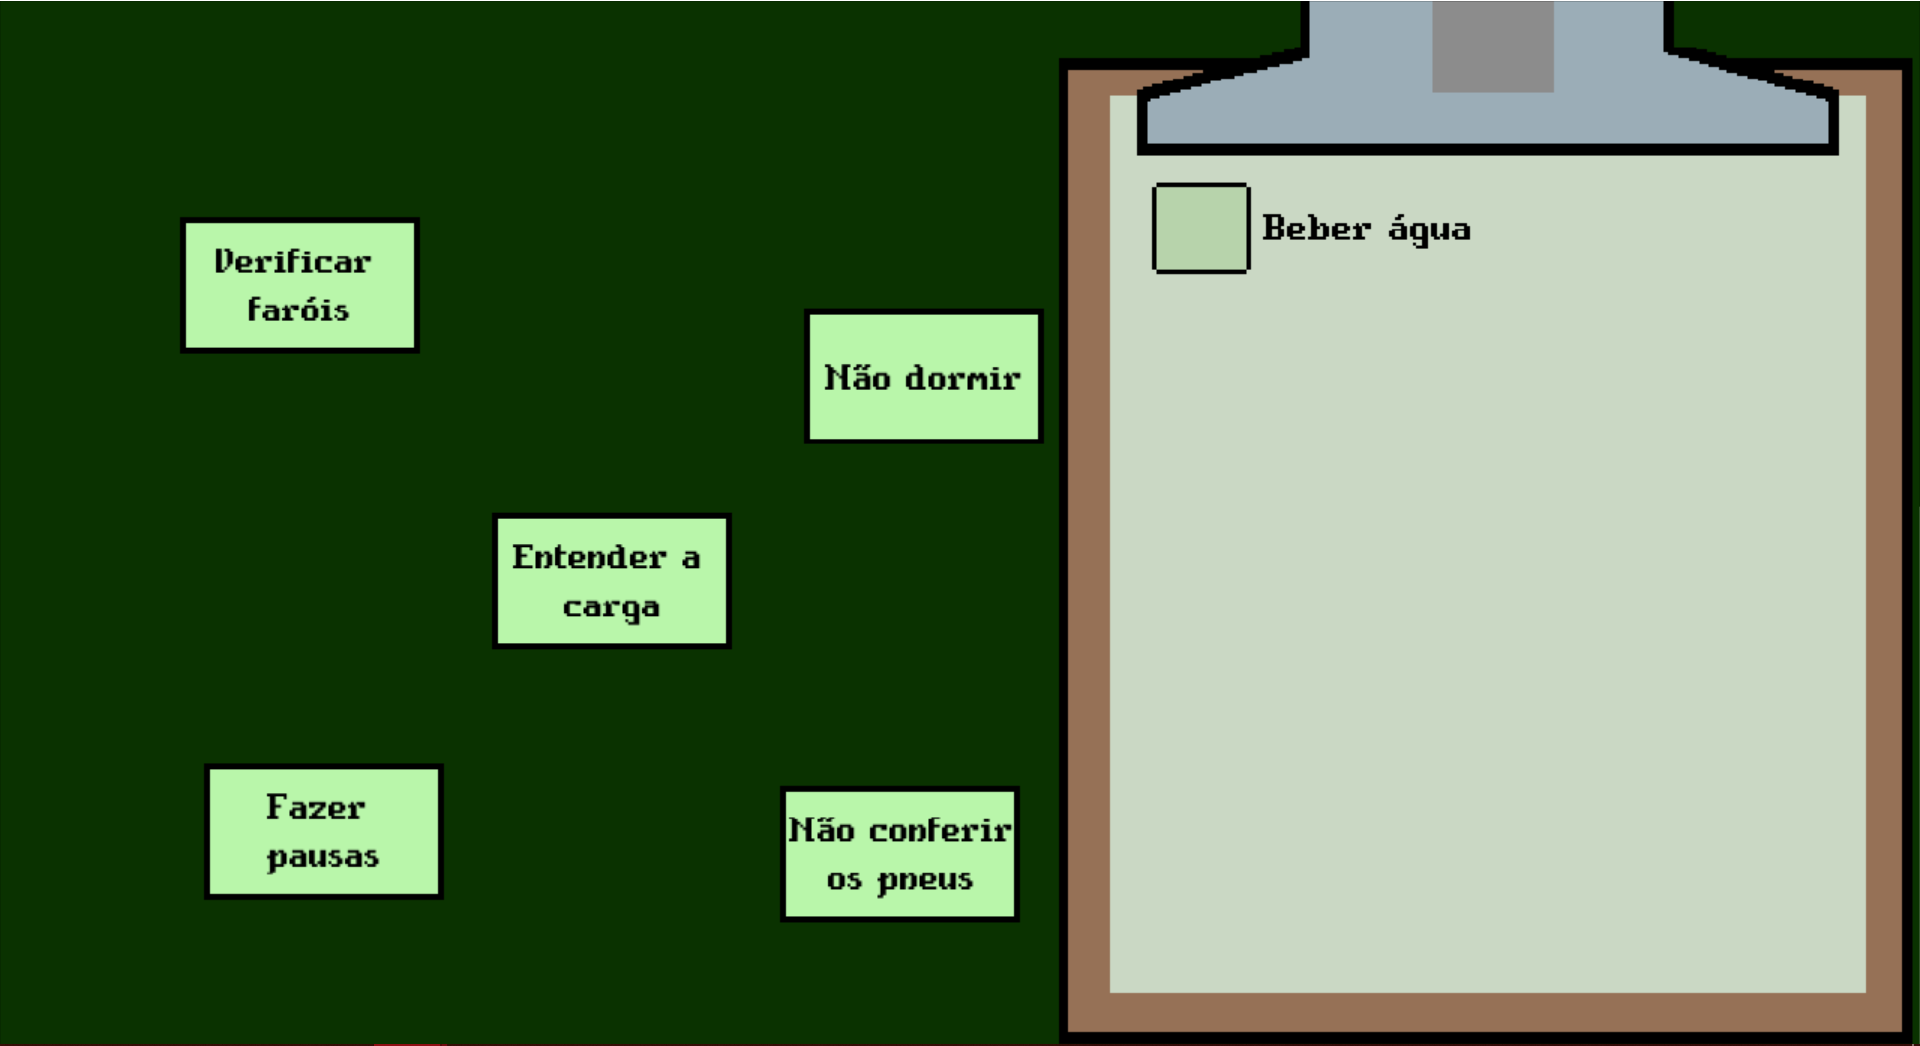 Verificar
faróis
Não dormir
Entender a
carga
Fazer
pausas
Não conferir
os pneus
Beber água